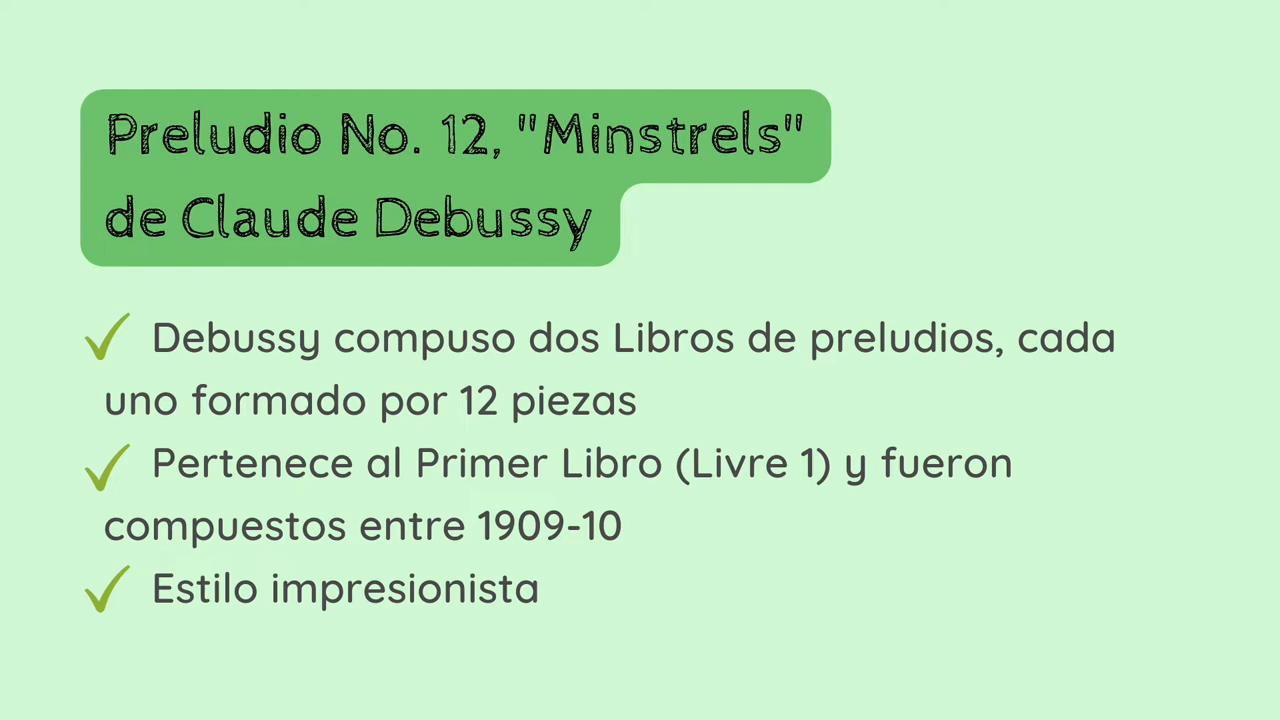 Preludio No. 12, "Minstrels"
de Claude Debussy
Debussy compuso dos Libros de preludios, cada
uno formado por 12 piezas
Pertenece al Primer Libro (Livre 1) y fueron
compuestos entre 1909-10
Estilo impresionista